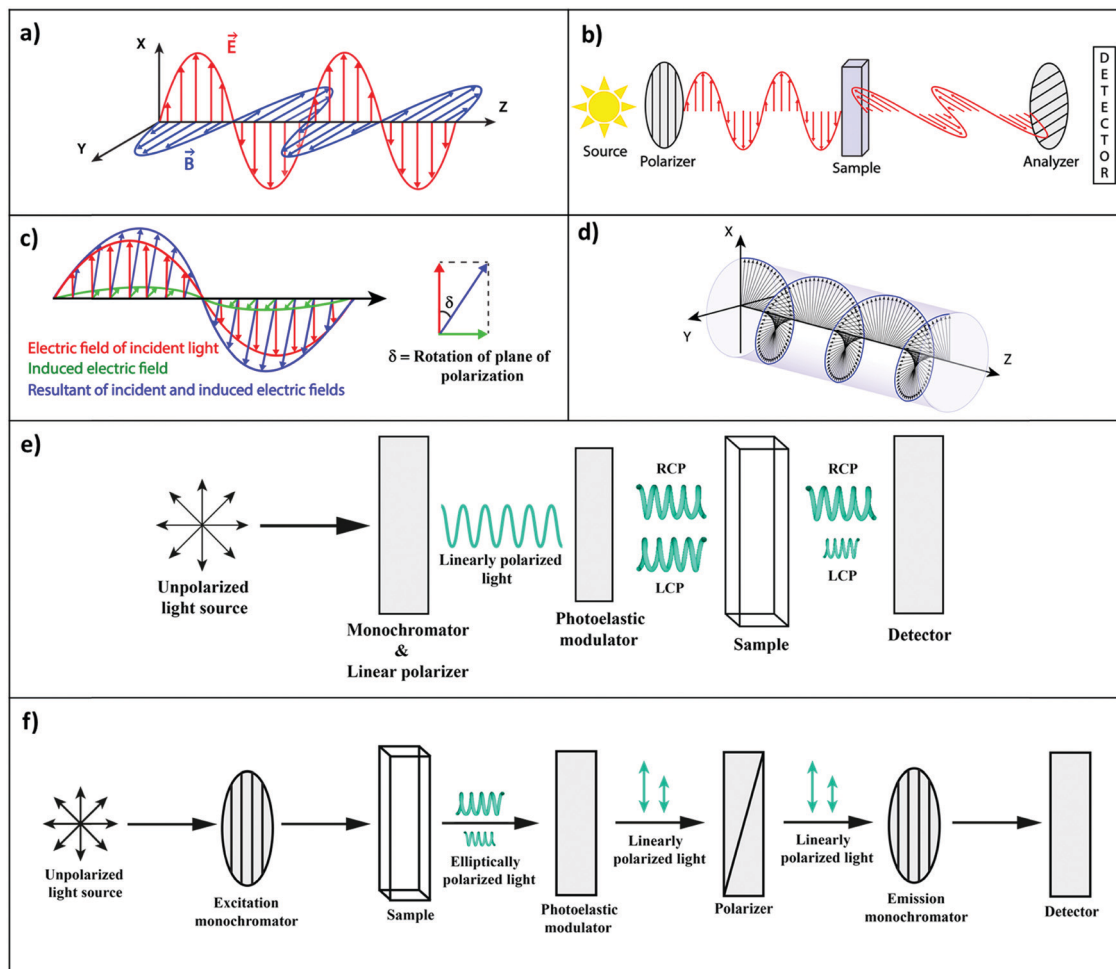 a)
X
E
Z
Y
B
b)
Source
Polarizer
Sample
Analyzer
DETECTOR
c)
δ
Electric field of incident light
Induced electric field
Resultant of incident and induced electric fields
δ = Rotation of plane of
polarization
d)
X
Y
Z
e)
Unpolarized
light source
Monochromator
&
Linear polarizer
Linearly polarized
light
Photoelastic
modulator
RCP
LCP
Sample
RCP
LCP
Detector
f)
Unpolarized
light source
Excitation
monochromator
Sample
Elliptically
polarized light
Photoelastic
modulator
Linearly
polarized light
Polarizer
Linearly
polarized light
Emission
monochromator
Detector